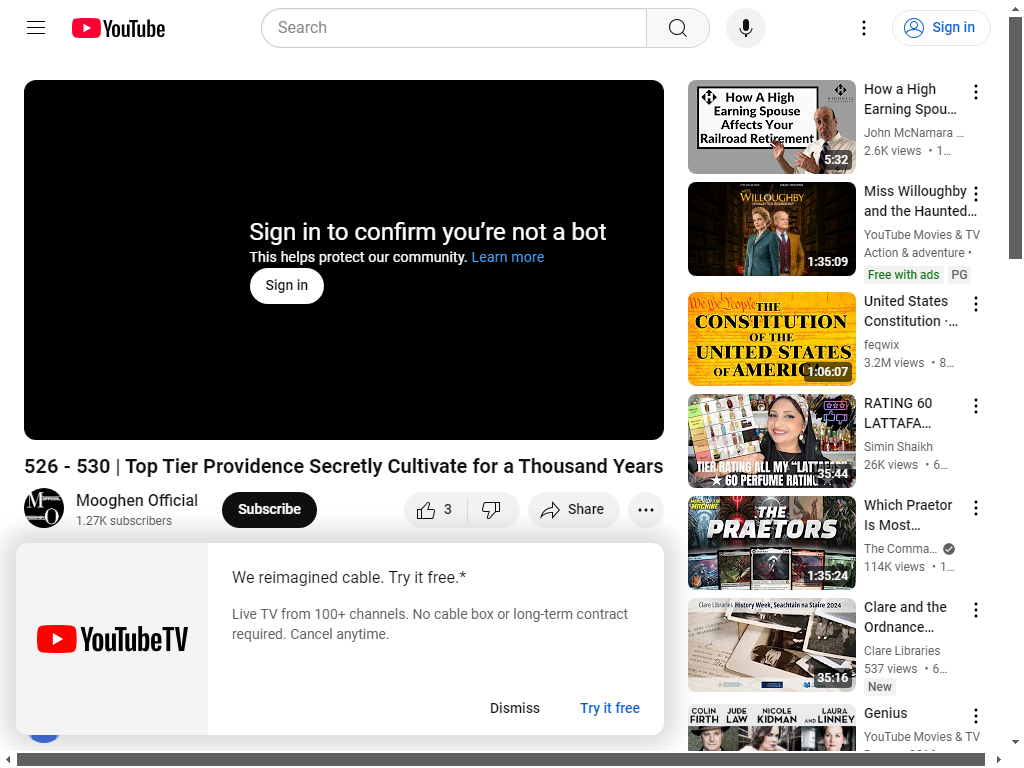 YouTube
Search
Sign in
Sign in to confirm you’re not a bot
This helps protect our community. Learn more
Sign in
526 - 530 | Top Tier Providence Secretly Cultivate for a Thousand Years
Mooghen Official
1.27K subscribers
Subscribe
3
Share
We reimagined cable. Try it free.*
Live TV from 100+ channels. No cable box or long-term contract
required. Cancel anytime.
YouTubeTV
Dismiss
Try it free
How A High
Earning Spouse
Affects Your
Railroad Retirement
5:32
How a High
Earning Spou…
John McNamara …
2.6K views • 1…
WILLOUGHBY
1:35:09
Miss Willoughby
and the Haunted…
YouTube Movies & TV
Action & adventure •
Free with ads
PG
We the People
THE
CONSTITUTION
OF THE
UNITED STATES
OF AMERIC
1:06:07
United States
Constitution ·…
feqwix
3.2M views • 8…
TIER RATING ALL MY "LATTAFA
★ 60 PERFUME RATING
35:44
RATING 60
LATTAFA…
Simin Shaikh
26K views • 6…
MACHINE
THE
PRAETORS
1:35:24
Which Praetor
Is Most…
The Comma…
114K views • 1…
Clare Libraries History Week, Seachtain na Staire 2024
35:16
Clare and the
Ordnance…
Clare Libraries
537 views • 6…
New
COLIN FIRTH
JUDE LAW
NICOLE KIDMAN
AND LAURA LINNEY
Genius
YouTube Movies & TV